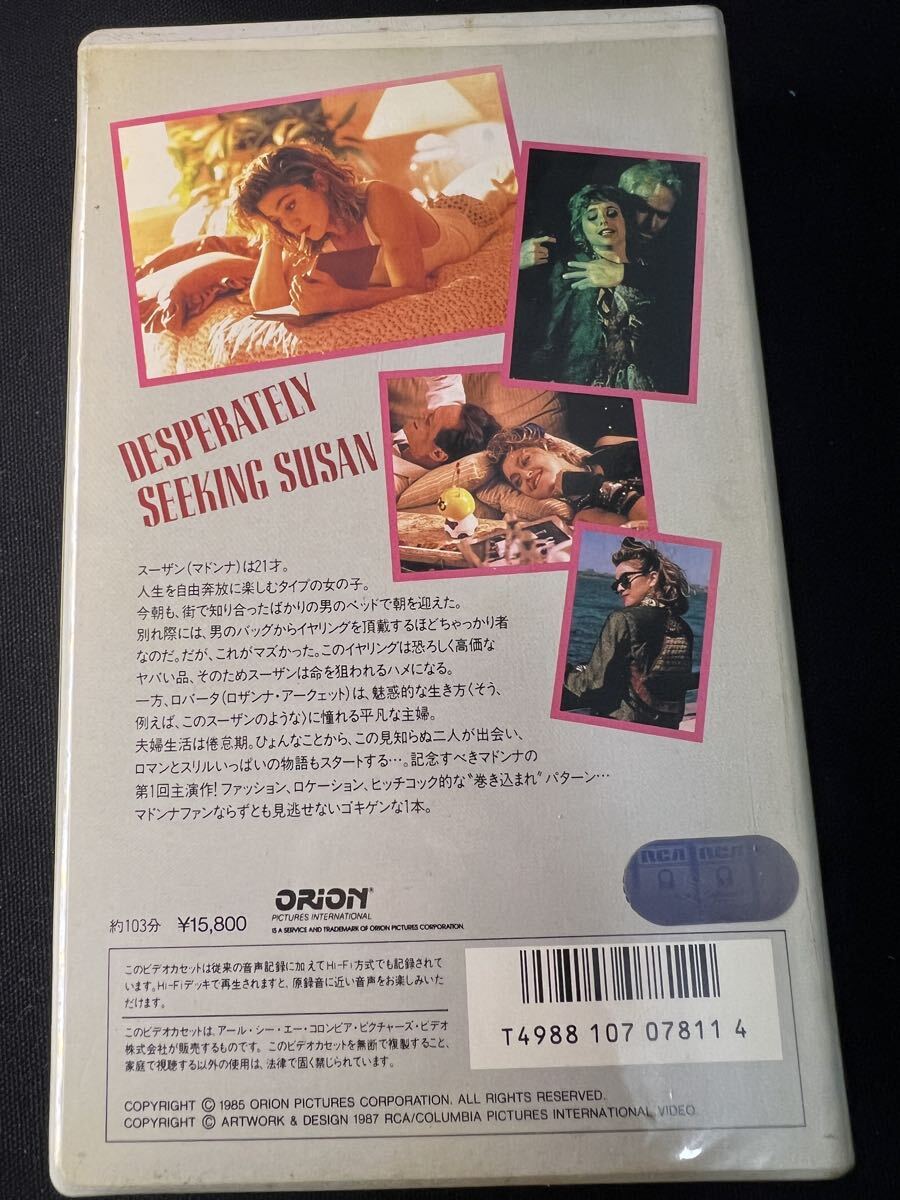 DESPERATELY
SEEKING SUSAN
スーザン(マドンナ)は21才。
人生を自由奔放に楽しむタイプの女の子。
今朝も、街で知り合ったばかりの男のベッドで朝を迎えた。
別れ際には、男のバッグからイヤリングを頂戴するほどちゃっかり者
なのだ。だが、これがマズかった。このイヤリングは恐ろしく高価な
ヤバい品、そのためスーザンは命を狙われるハメになる。
一方、ロバータ(ロザンナ・アークェット)は、魅惑的な生き方〈そう、
例えば、このスーザンのような〉に憧れる平凡な主婦。
夫婦生活は倦怠期。ひょんなことから、この見知らぬ二人が出会い、
ロマンとスリルいっぱいの物語もスタートする…。記念すべきマドンナの
第1回主演作! ファッション、ロケーション、ヒッチコック的な“巻き込まれ”パターン…
マドンナファンならずとも見逃せないゴキゲンな1本。
RCA RCA
約103分 ¥15,800
ORION®
PICTURES INTERNATIONAL
IS A SERVICE AND TRADEMARK OF ORION PICTURES CORPORATION.
このビデオカセットは従来の音声記録に加えてHi-Fi方式でも記録されて
います。Hi-Fiデッキで再生されますと、原録音に近い音声をお楽しみいた
だけます。
このビデオカセットは、アール・シー・エー・コロンビア・ピクチャーズ・ビデオ
株式会社が販売するものです。このビデオカセットを無断で複製すること、
家庭で視聴する以外の使用は、法律で固く禁じられています。
T4988 107 07811 4
COPYRIGHT © 1985 ORION PICTURES CORPORATION. ALL RIGHTS RESERVED.
COPYRIGHT © ARTWORK & DESIGN 1987 RCA/COLUMBIA PICTURES INTERNATIONAL VIDEO.